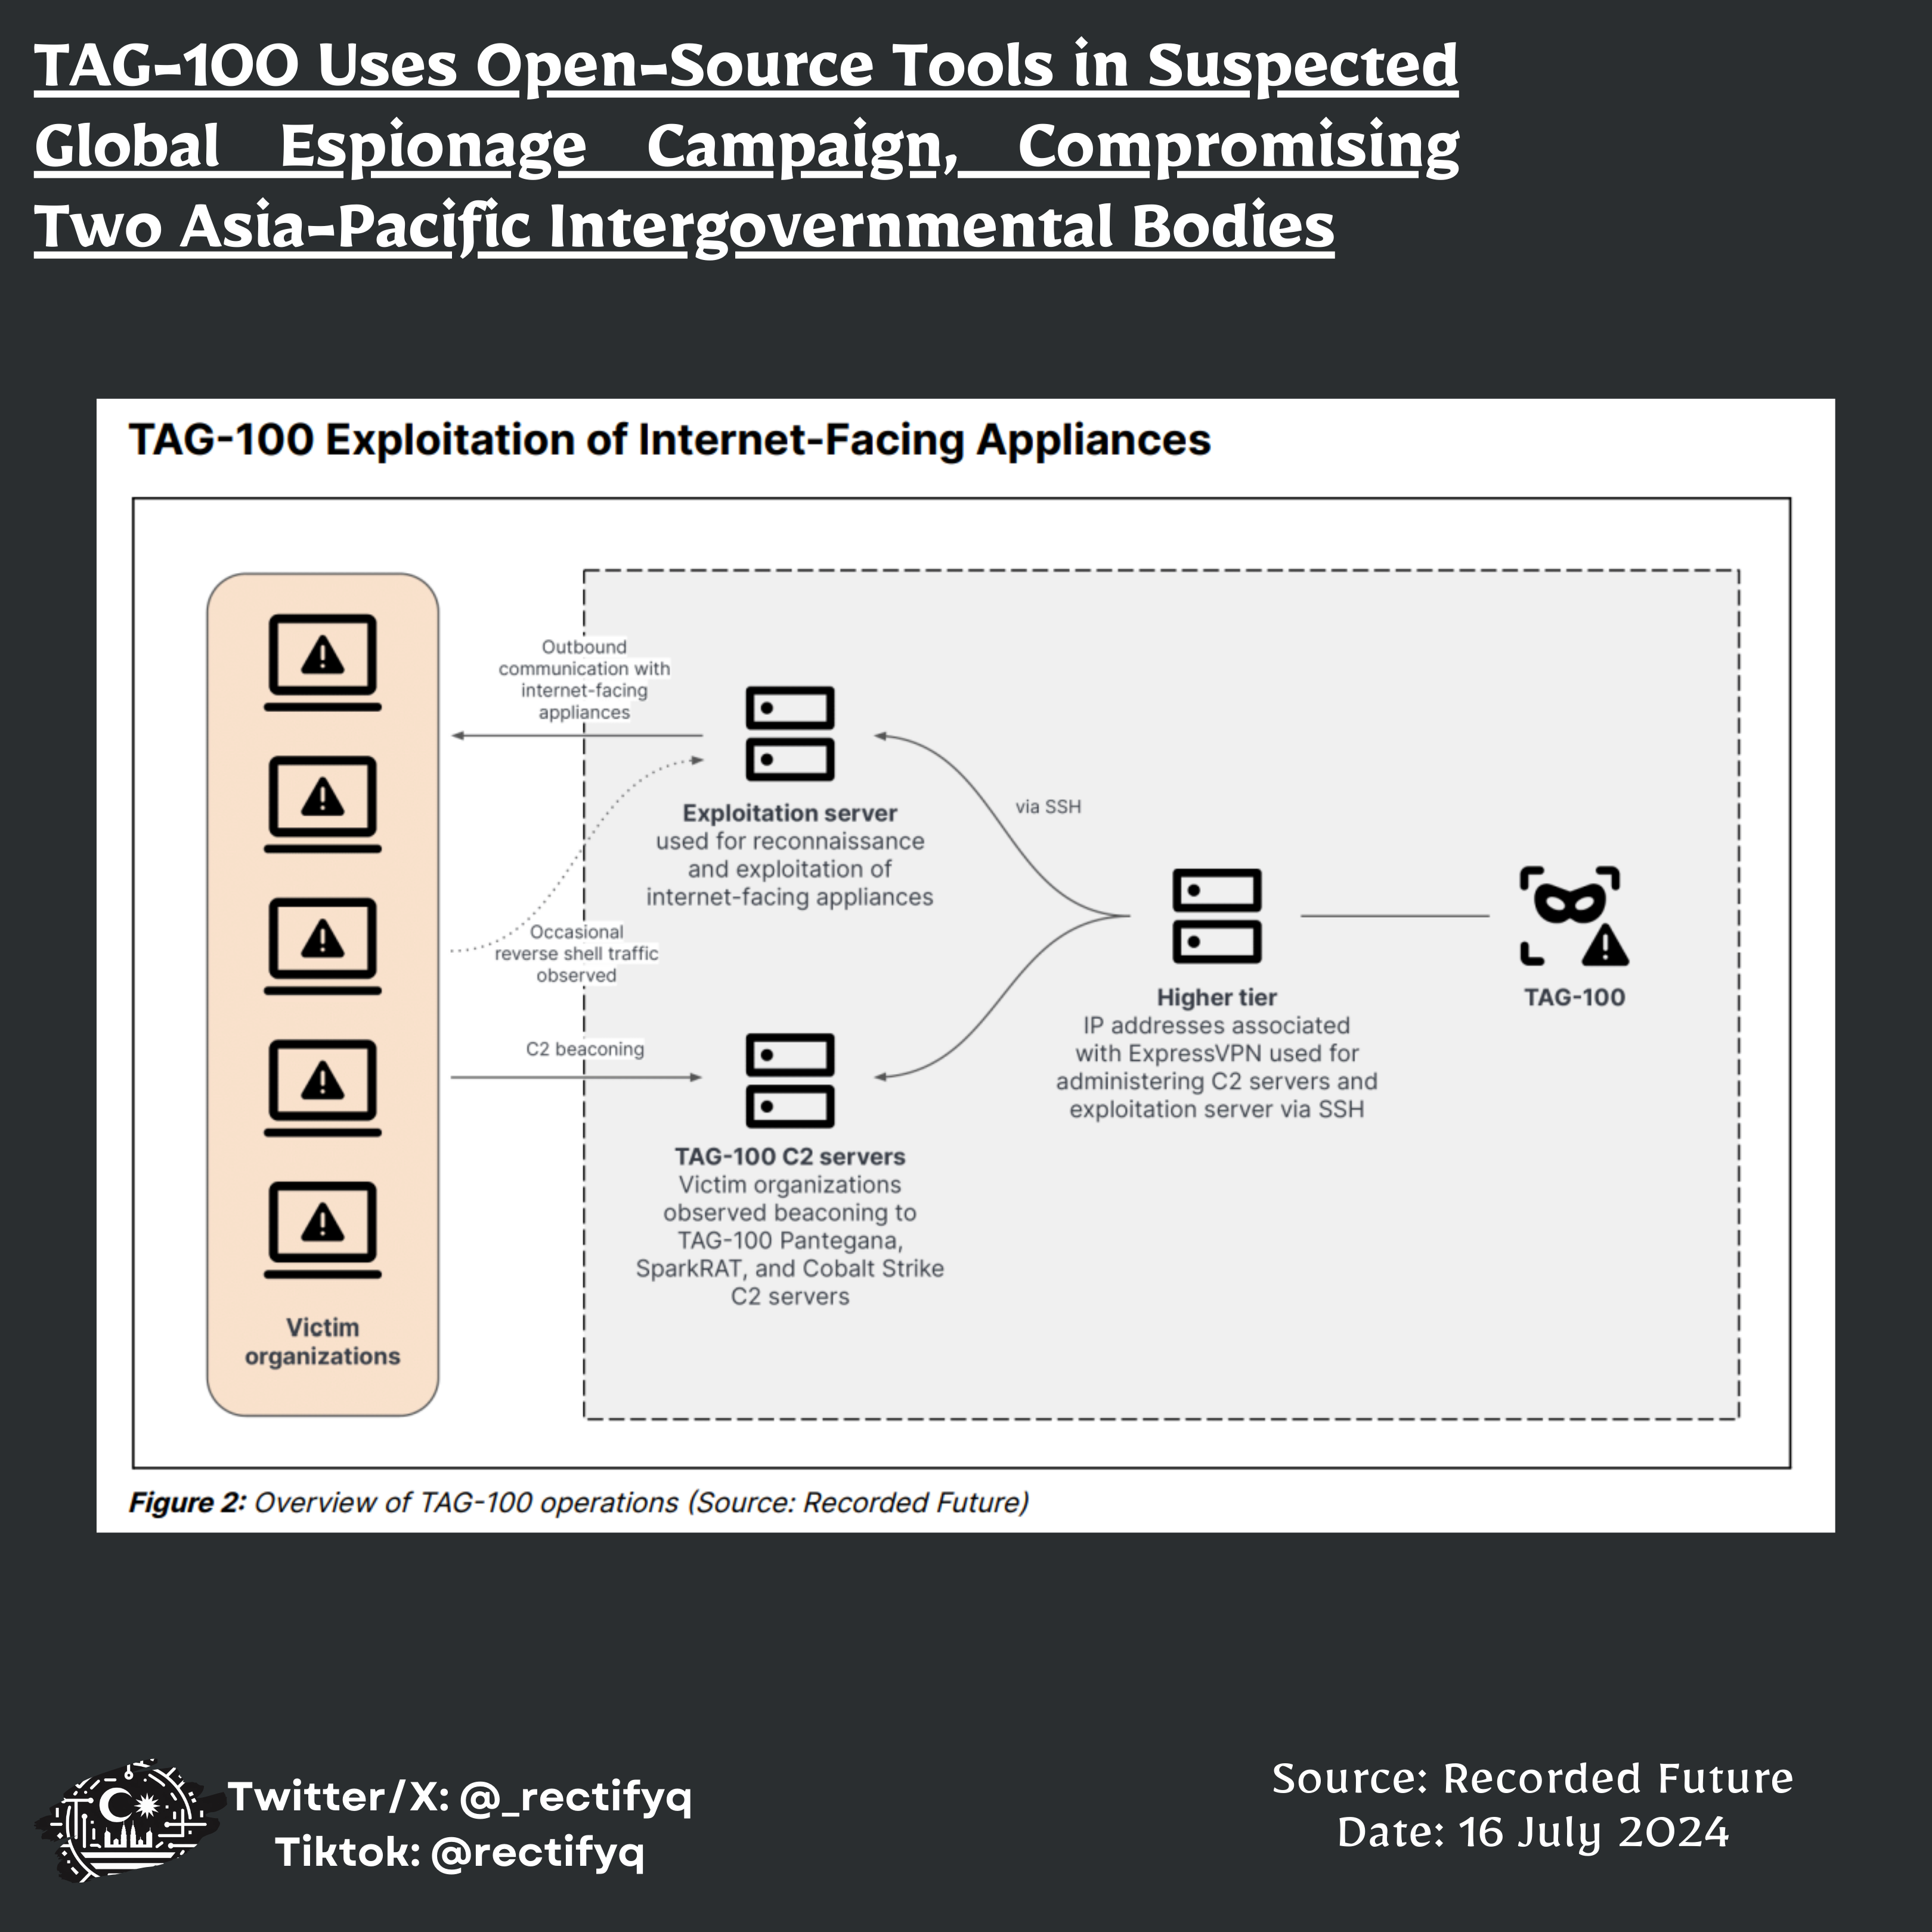 TAG-100 Uses Open-Source Tools in Suspected
Global Espionage Campaign, Compromising
Two Asia-Pacific Intergovernmental Bodies
TAG-100 Exploitation of Internet-Facing Appliances
Outbound
communication with
internet-facing
appliances
Exploitation server
used for reconnaissance
and exploitation of
internet-facing appliances
via SSH
Occasional
reverse shell traffic
observed
C2 beaconing
TAG-100 C2 servers
Victim organizations
observed beaconing to
TAG-100 Pantegana,
SparkRAT, and Cobalt Strike
C2 servers
Higher tier
IP addresses associated
with ExpressVPN used for
administering C2 servers and
exploitation server via SSH
TAG-100
Victim
organizations
Figure 2: Overview of TAG-100 operations (Source: Recorded Future)
Twitter/X: @_rectifyq
Tiktok: @rectifyq
Source: Recorded Future
Date: 16 July 2024